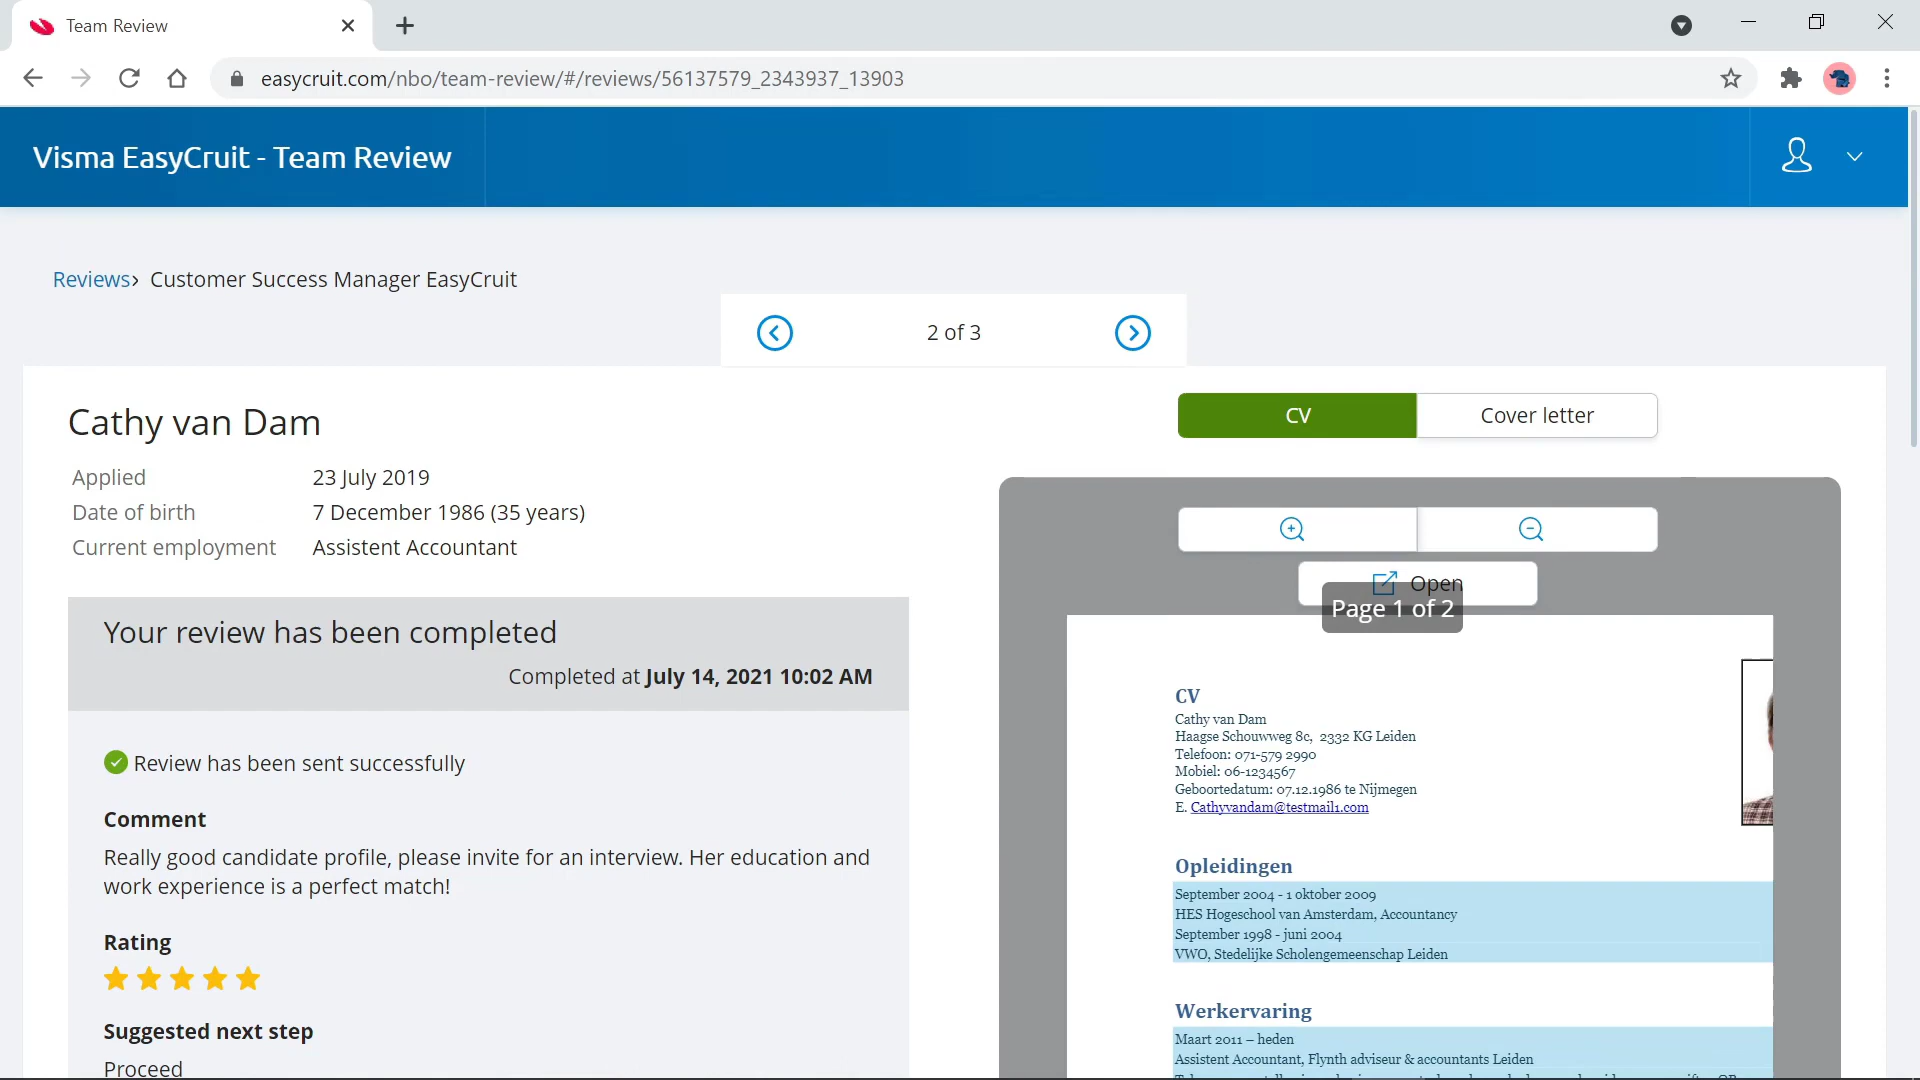 Team Review
easycruit.com/nbo/team-review/#/reviews/56137579_2343937_13903
Visma EasyCruit - Team Review
Reviews› Customer Success Manager EasyCruit
2 of 3
Cathy van Dam
Applied 23 July 2019
Date of birth 7 December 1986 (35 years)
Current employment Assistent Accountant
Your review has been completed
Completed at July 14, 2021 10:02 AM
Review has been sent successfully
Comment
Really good candidate profile, please invite for an interview. Her education and
work experience is a perfect match!
Rating
Suggested next step
Proceed
CV Cover letter
Open
Page 1 of 2
CV
Cathy van Dam
Haagse Schouwweg 8c, 2332 KG Leiden
Telefoon: 071-579 2990
Mobiel: 06-1234567
Geboortedatum: 07.12.1986 te Nijmegen
E. Cathyvandam@testmail1.com
Opleidingen
September 2004 - 1 oktober 2009
HES Hogeschool van Amsterdam, Accountancy
September 1998 - juni 2004
VWO, Stedelijke Scholengemeenschap Leiden
Werkervaring
Maart 2011 – heden
Assistent Accountant, Flynth adviseur & accountants Leiden